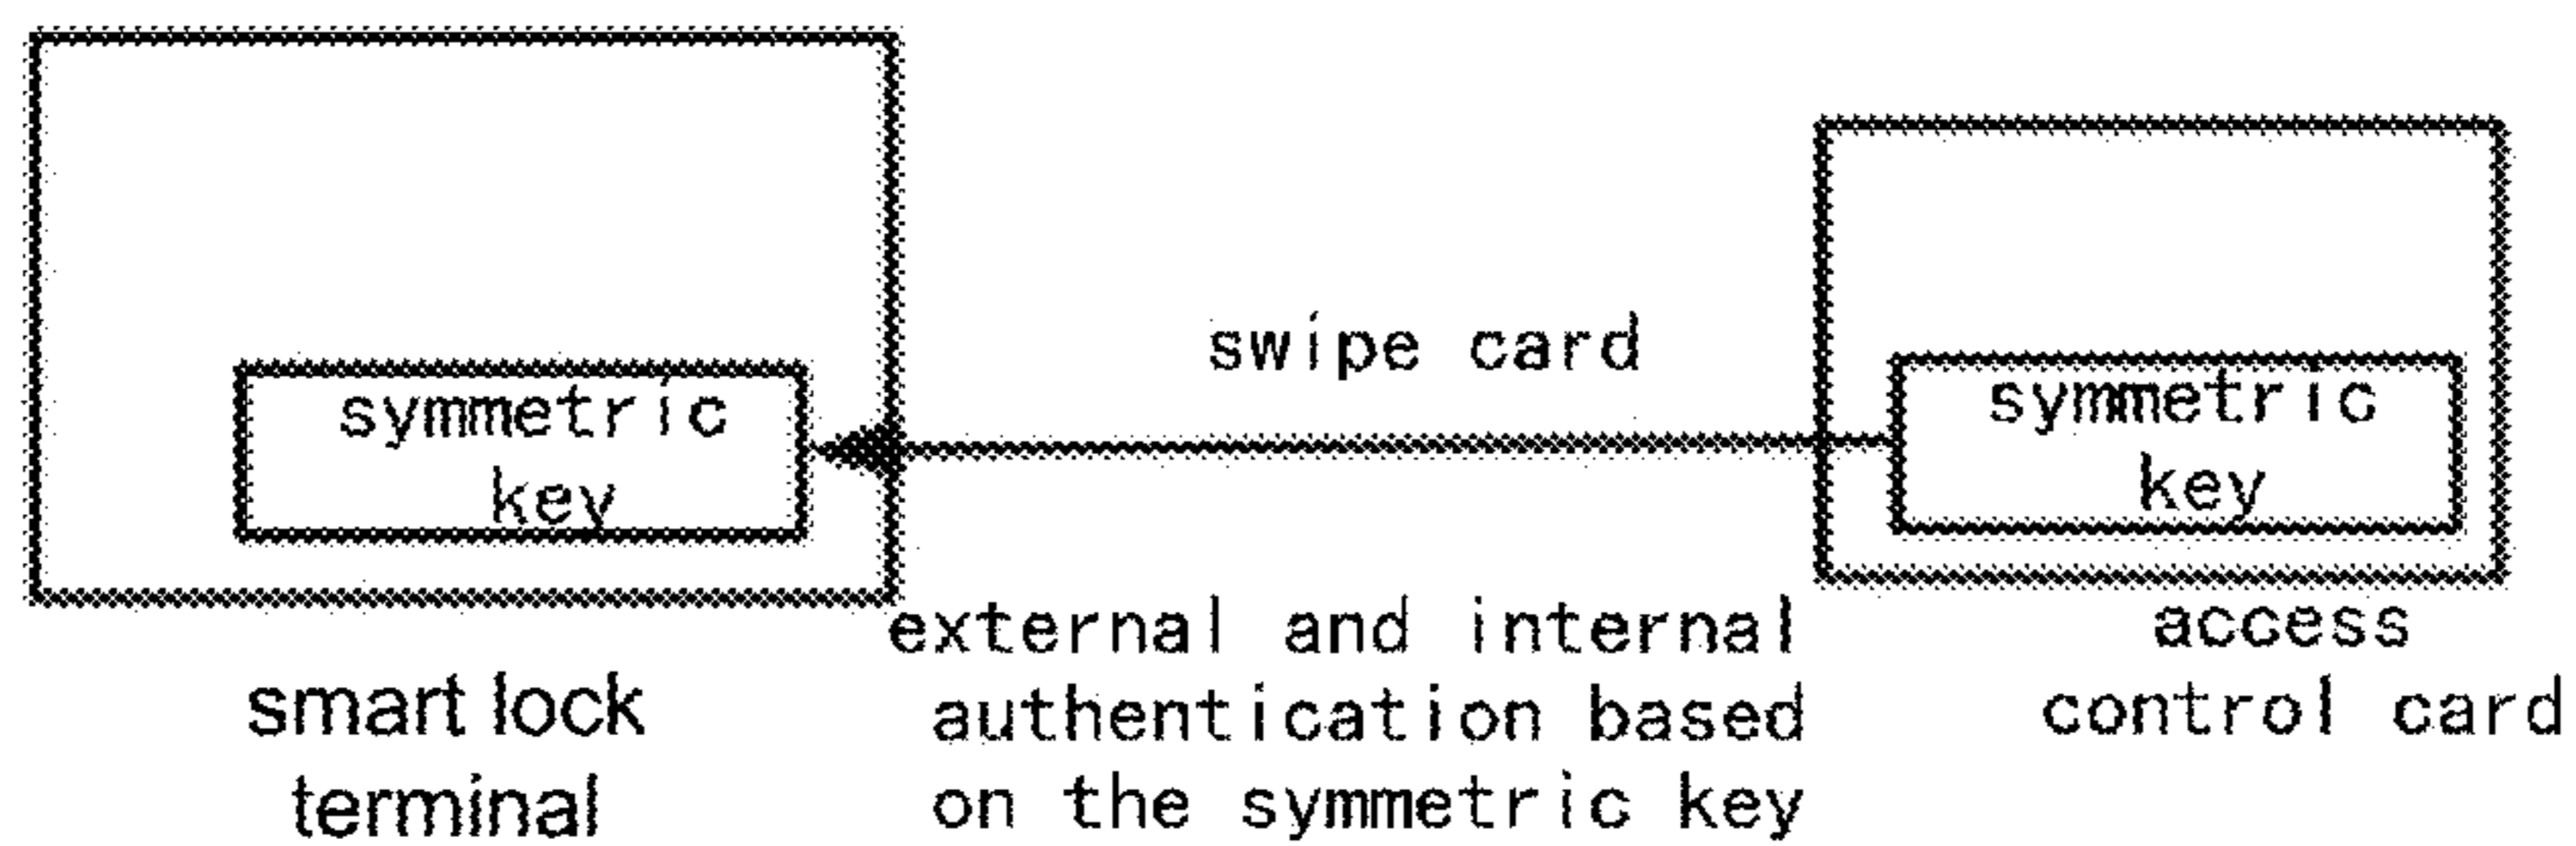 swipe card
symmetric
key
symmetric
key
smart lock
terminal
external and internal
authentication based
on the symmetric key
access
control card